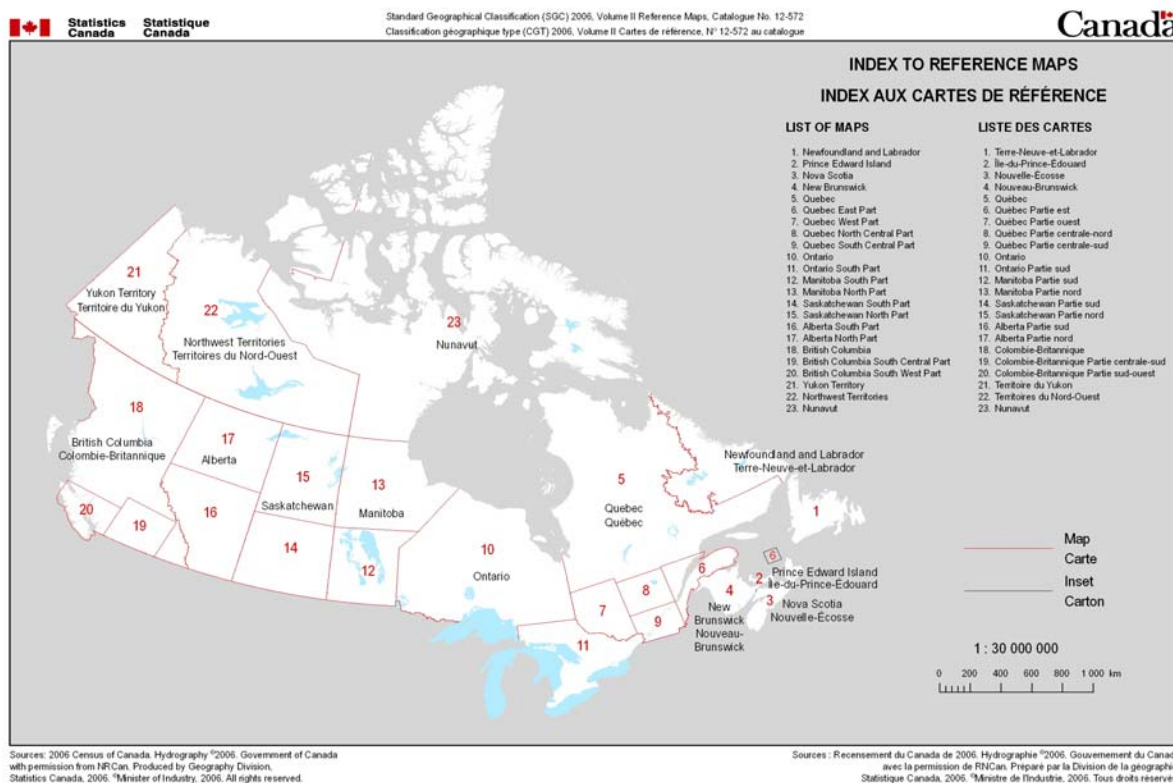 Statistics Canada
Statistique Canada
Standard Geographical Classification (SGC) 2006, Volume II Reference Maps, Catalogue No. 12-572
Classification géographique type (CGT) 2006, Volume II Cartes de référence, N° 12-572 au catalogue
Canada
INDEX TO REFERENCE MAPS
INDEX AUX CARTES DE RÉFÉRENCE
LIST OF MAPS
1. Newfoundland and Labrador
2. Prince Edward Island
3. Nova Scotia
4. New Brunswick
5. Quebec
6. Quebec East Part
7. Quebec West Part
8. Quebec North Central Part
9. Quebec South Central Part
10. Ontario
11. Ontario South Part
12. Manitoba South Part
13. Manitoba North Part
14. Saskatchewan South Part
15. Saskatchewan North Part
16. Alberta South Part
17. Alberta North Part
18. British Columbia
19. British Columbia South Central Part
20. British Columbia South West Part
21. Yukon Territory
22. Northwest Territories
23. Nunavut
LISTE DES CARTES
1. Terre-Neuve-et-Labrador
2. Île-du-Prince-Édouard
3. Nouvelle-Écosse
4. Nouveau-Brunswick
5. Québec
6. Québec Partie est
7. Québec Partie ouest
8. Québec Partie centrale-nord
9. Québec Partie centrale-sud
10. Ontario
11. Ontario Partie sud
12. Manitoba Partie sud
13. Manitoba Partie nord
14. Saskatchewan Partie sud
15. Saskatchewan Partie nord
16. Alberta Partie sud
17. Alberta Partie nord
18. Colombie-Britannique
19. Colombie-Britannique Partie centrale-sud
20. Colombie-Britannique Partie sud-ouest
21. Territoire du Yukon
22. Territoires du Nord-Ouest
23. Nunavut
21
Yukon Territory
Territoire du Yukon
22
Northwest Territories
Territoires du Nord-Ouest
23
Nunavut
18
British Columbia
Colombie-Britannique
17
Alberta
15
Saskatchewan
13
Manitoba
20
19
16
14
12
10
Ontario
5
Quebec
Québec
Newfoundland and Labrador
Terre-Neuve-et-Labrador
1
6
6
2
Prince Edward Island
Île-du-Prince-Édouard
3
Nova Scotia
Nouvelle-Écosse
4
New
Brunswick
Nouveau-
Brunswick
7
8
9
11
Map
Carte
Inset
Carton
1 : 30 000 000
0 200 400 600 800 1 000 km
Sources: 2006 Census of Canada. Hydrography ©2006. Government of Canada
with permission from NRCan. Produced by Geography Division,
Statistics Canada, 2006. ©Minister of Industry, 2006. All rights reserved.
Sources : Recensement du Canada de 2006. Hydrographie ©2006. Gouvernement du Canad
avec la permission de RNCan. Préparé par la Division de la géographi
Statistique Canada, 2006. ©Ministre de l'Industrie, 2006. Tous droits réserv